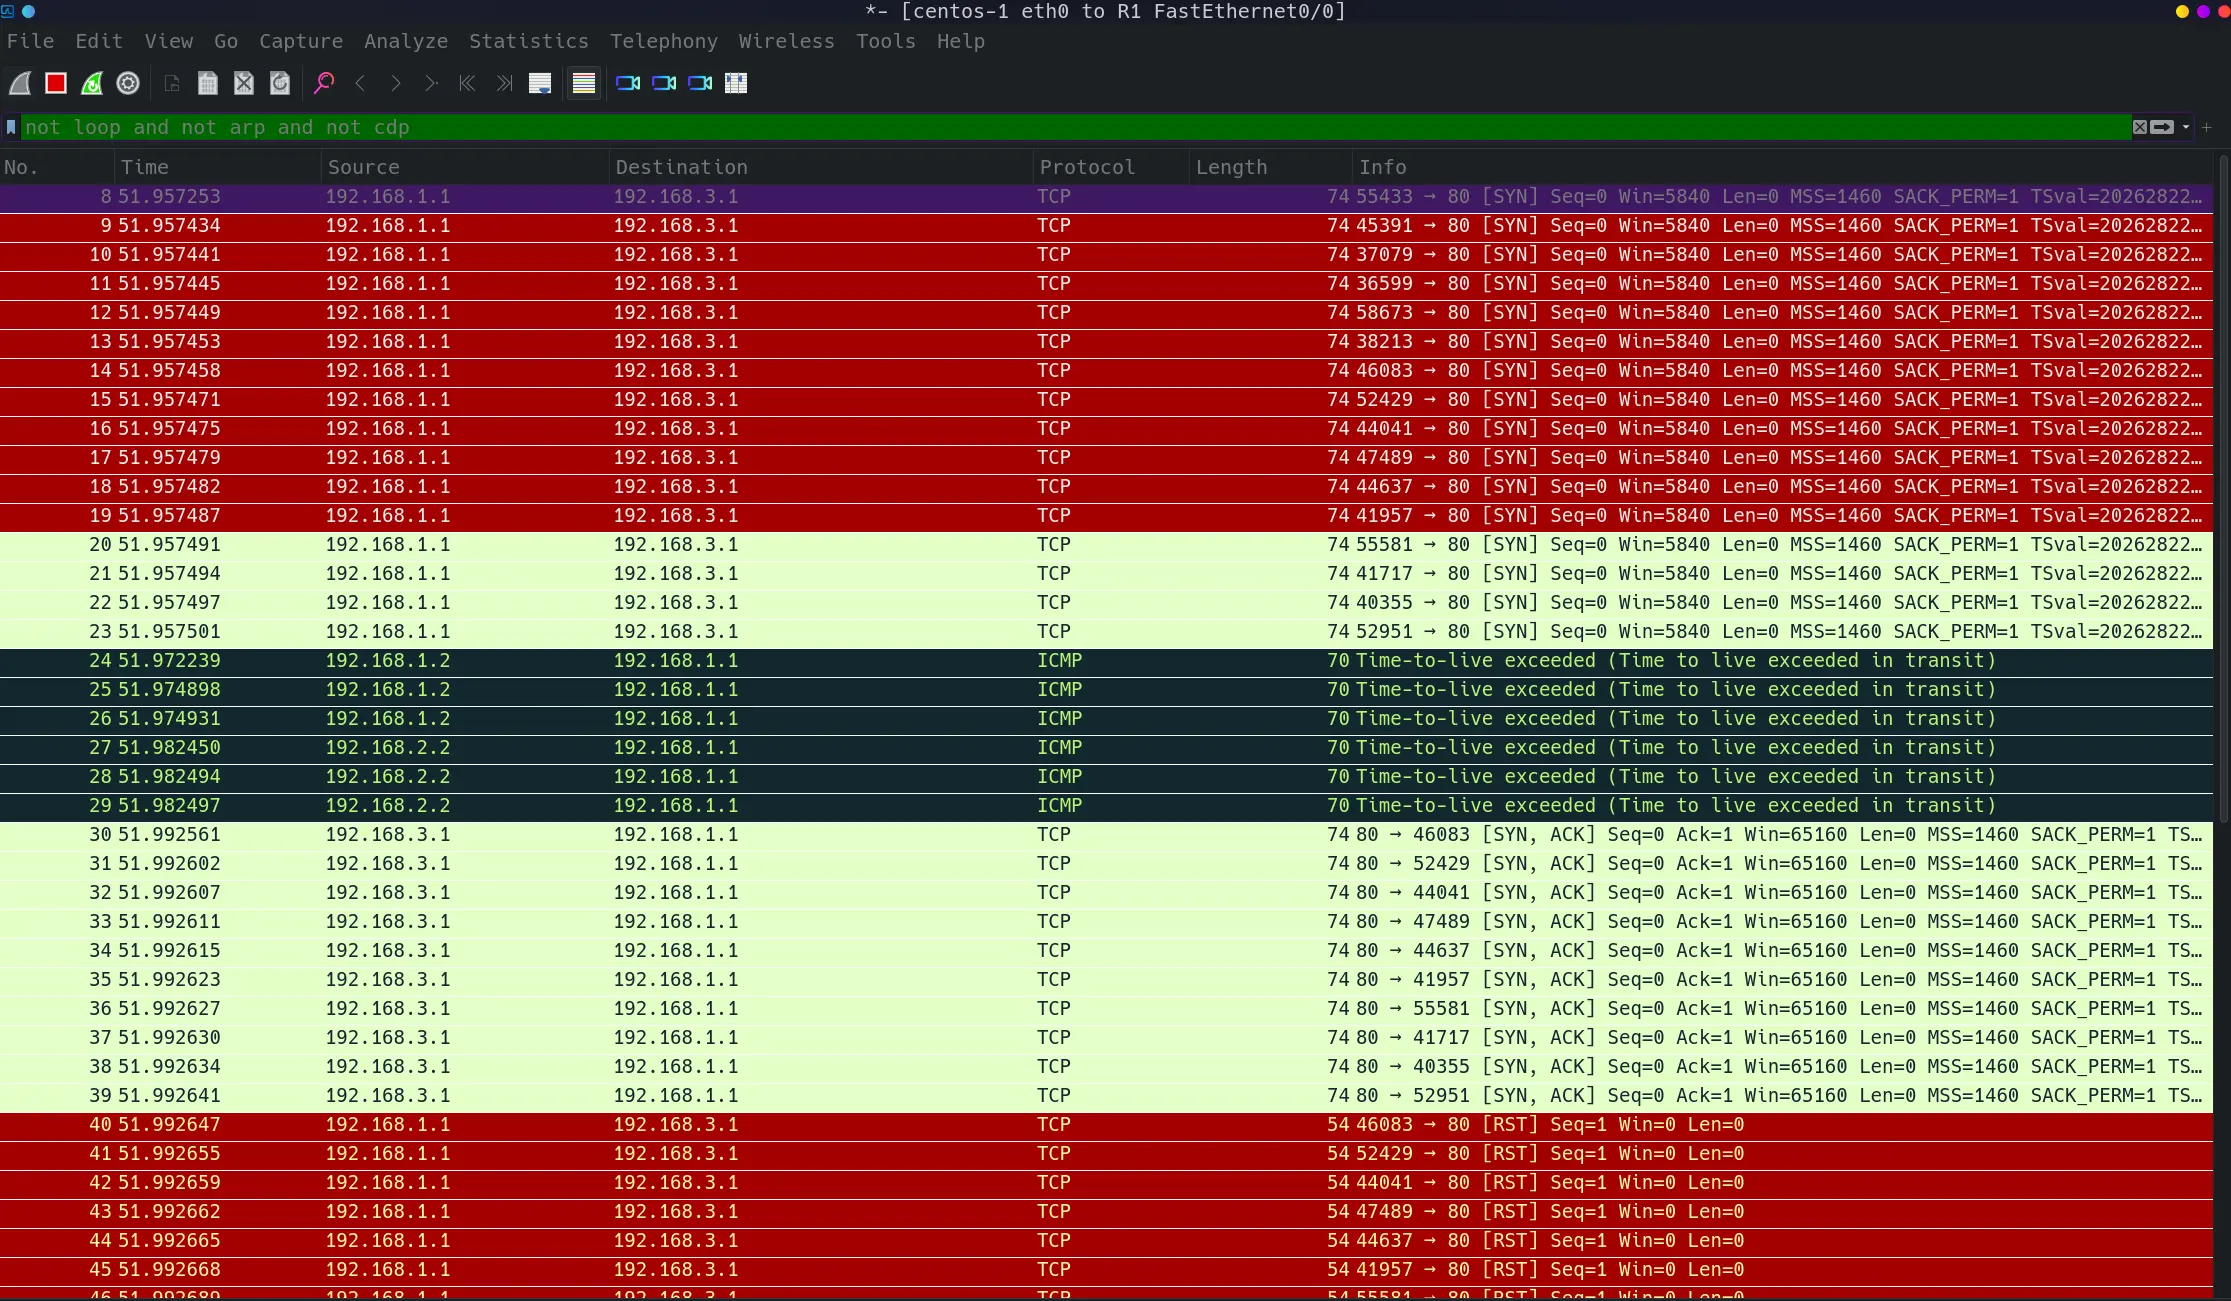 *- [centos-1 eth0 to R1 FastEthernet0/0]
File Edit View Go Capture Analyze Statistics Telephony Wireless Tools Help
not loop and not arp and not cdp
No. Time Source Destination Protocol Length Info
8 51.957253 192.168.1.1 192.168.3.1 TCP 74 55433 → 80 [SYN] Seq=0 Win=5840 Len=0 MSS=1460 SACK_PERM=1 TSval=20262822…
9 51.957434 192.168.1.1 192.168.3.1 TCP 74 45391 → 80 [SYN] Seq=0 Win=5840 Len=0 MSS=1460 SACK_PERM=1 TSval=20262822…
10 51.957441 192.168.1.1 192.168.3.1 TCP 74 37079 → 80 [SYN] Seq=0 Win=5840 Len=0 MSS=1460 SACK_PERM=1 TSval=20262822…
11 51.957445 192.168.1.1 192.168.3.1 TCP 74 36599 → 80 [SYN] Seq=0 Win=5840 Len=0 MSS=1460 SACK_PERM=1 TSval=20262822…
12 51.957449 192.168.1.1 192.168.3.1 TCP 74 58673 → 80 [SYN] Seq=0 Win=5840 Len=0 MSS=1460 SACK_PERM=1 TSval=20262822…
13 51.957453 192.168.1.1 192.168.3.1 TCP 74 38213 → 80 [SYN] Seq=0 Win=5840 Len=0 MSS=1460 SACK_PERM=1 TSval=20262822…
14 51.957458 192.168.1.1 192.168.3.1 TCP 74 46083 → 80 [SYN] Seq=0 Win=5840 Len=0 MSS=1460 SACK_PERM=1 TSval=20262822…
15 51.957471 192.168.1.1 192.168.3.1 TCP 74 52429 → 80 [SYN] Seq=0 Win=5840 Len=0 MSS=1460 SACK_PERM=1 TSval=20262822…
16 51.957475 192.168.1.1 192.168.3.1 TCP 74 44041 → 80 [SYN] Seq=0 Win=5840 Len=0 MSS=1460 SACK_PERM=1 TSval=20262822…
17 51.957479 192.168.1.1 192.168.3.1 TCP 74 47489 → 80 [SYN] Seq=0 Win=5840 Len=0 MSS=1460 SACK_PERM=1 TSval=20262822…
18 51.957482 192.168.1.1 192.168.3.1 TCP 74 44637 → 80 [SYN] Seq=0 Win=5840 Len=0 MSS=1460 SACK_PERM=1 TSval=20262822…
19 51.957487 192.168.1.1 192.168.3.1 TCP 74 41957 → 80 [SYN] Seq=0 Win=5840 Len=0 MSS=1460 SACK_PERM=1 TSval=20262822…
20 51.957491 192.168.1.1 192.168.3.1 TCP 74 55581 → 80 [SYN] Seq=0 Win=5840 Len=0 MSS=1460 SACK_PERM=1 TSval=20262822…
21 51.957494 192.168.1.1 192.168.3.1 TCP 74 41717 → 80 [SYN] Seq=0 Win=5840 Len=0 MSS=1460 SACK_PERM=1 TSval=20262822…
22 51.957497 192.168.1.1 192.168.3.1 TCP 74 40355 → 80 [SYN] Seq=0 Win=5840 Len=0 MSS=1460 SACK_PERM=1 TSval=20262822…
23 51.957501 192.168.1.1 192.168.3.1 TCP 74 52951 → 80 [SYN] Seq=0 Win=5840 Len=0 MSS=1460 SACK_PERM=1 TSval=20262822…
24 51.972239 192.168.1.2 192.168.1.1 ICMP 70 Time-to-live exceeded (Time to live exceeded in transit)
25 51.974898 192.168.1.2 192.168.1.1 ICMP 70 Time-to-live exceeded (Time to live exceeded in transit)
26 51.974931 192.168.1.2 192.168.1.1 ICMP 70 Time-to-live exceeded (Time to live exceeded in transit)
27 51.982450 192.168.2.2 192.168.1.1 ICMP 70 Time-to-live exceeded (Time to live exceeded in transit)
28 51.982494 192.168.2.2 192.168.1.1 ICMP 70 Time-to-live exceeded (Time to live exceeded in transit)
29 51.982497 192.168.2.2 192.168.1.1 ICMP 70 Time-to-live exceeded (Time to live exceeded in transit)
30 51.992561 192.168.3.1 192.168.1.1 TCP 74 80 → 46083 [SYN, ACK] Seq=0 Ack=1 Win=65160 Len=0 MSS=1460 SACK_PERM=1 TS…
31 51.992602 192.168.3.1 192.168.1.1 TCP 74 80 → 52429 [SYN, ACK] Seq=0 Ack=1 Win=65160 Len=0 MSS=1460 SACK_PERM=1 TS…
32 51.992607 192.168.3.1 192.168.1.1 TCP 74 80 → 44041 [SYN, ACK] Seq=0 Ack=1 Win=65160 Len=0 MSS=1460 SACK_PERM=1 TS…
33 51.992611 192.168.3.1 192.168.1.1 TCP 74 80 → 47489 [SYN, ACK] Seq=0 Ack=1 Win=65160 Len=0 MSS=1460 SACK_PERM=1 TS…
34 51.992615 192.168.3.1 192.168.1.1 TCP 74 80 → 44637 [SYN, ACK] Seq=0 Ack=1 Win=65160 Len=0 MSS=1460 SACK_PERM=1 TS…
35 51.992623 192.168.3.1 192.168.1.1 TCP 74 80 → 41957 [SYN, ACK] Seq=0 Ack=1 Win=65160 Len=0 MSS=1460 SACK_PERM=1 TS…
36 51.992627 192.168.3.1 192.168.1.1 TCP 74 80 → 55581 [SYN, ACK] Seq=0 Ack=1 Win=65160 Len=0 MSS=1460 SACK_PERM=1 TS…
37 51.992630 192.168.3.1 192.168.1.1 TCP 74 80 → 41717 [SYN, ACK] Seq=0 Ack=1 Win=65160 Len=0 MSS=1460 SACK_PERM=1 TS…
38 51.992634 192.168.3.1 192.168.1.1 TCP 74 80 → 40355 [SYN, ACK] Seq=0 Ack=1 Win=65160 Len=0 MSS=1460 SACK_PERM=1 TS…
39 51.992641 192.168.3.1 192.168.1.1 TCP 74 80 → 52951 [SYN, ACK] Seq=0 Ack=1 Win=65160 Len=0 MSS=1460 SACK_PERM=1 TS…
40 51.992647 192.168.1.1 192.168.3.1 TCP 54 46083 → 80 [RST] Seq=1 Win=0 Len=0
41 51.992655 192.168.1.1 192.168.3.1 TCP 54 52429 → 80 [RST] Seq=1 Win=0 Len=0
42 51.992659 192.168.1.1 192.168.3.1 TCP 54 44041 → 80 [RST] Seq=1 Win=0 Len=0
43 51.992662 192.168.1.1 192.168.3.1 TCP 54 47489 → 80 [RST] Seq=1 Win=0 Len=0
44 51.992665 192.168.1.1 192.168.3.1 TCP 54 44637 → 80 [RST] Seq=1 Win=0 Len=0
45 51.992668 192.168.1.1 192.168.3.1 TCP 54 41957 → 80 [RST] Seq=1 Win=0 Len=0
46 51.992689 192.168.1.1 192.168.3.1 TCP 54 55581 → 80 [RST] Seq=1 Win=0 Len=0